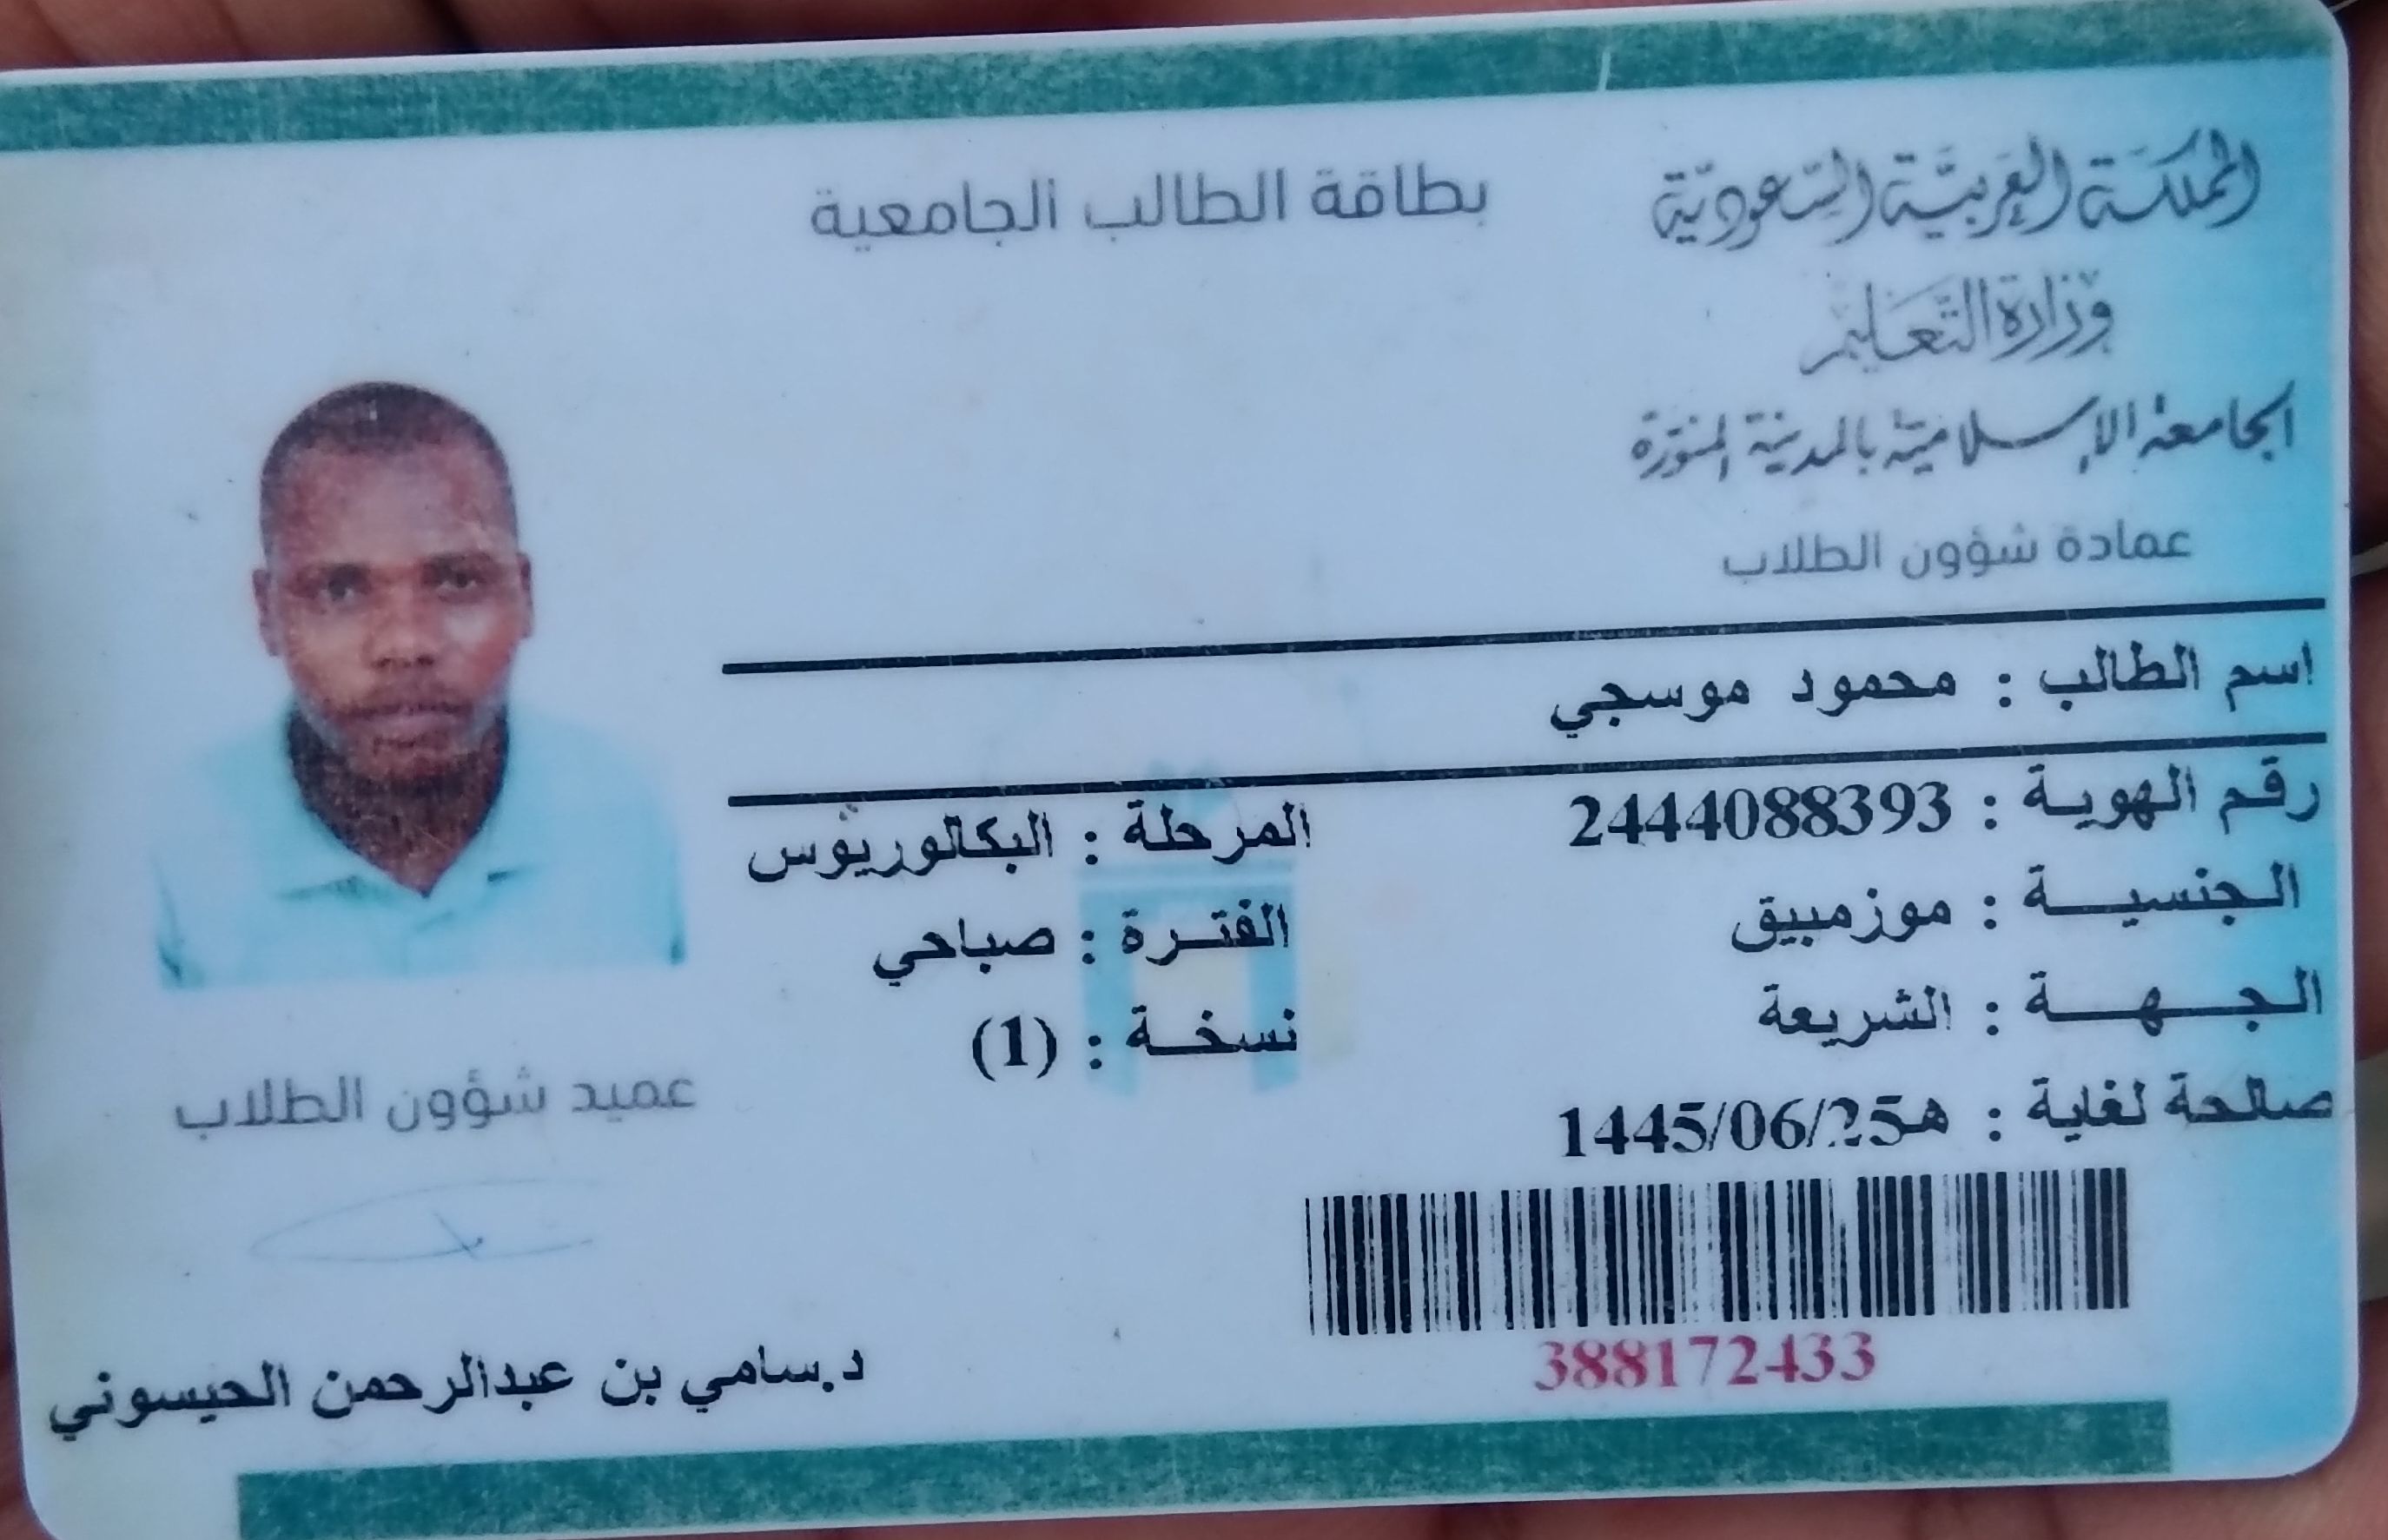 المملكة العربية السعودية
وزارة التعليم
الجامعة الإسلامية بالمدينة المنورة
عمادة شؤون الطلاب
بطاقة الطالب الجامعية
اسم الطالب : محمود موسجي
رقم الهوية : 2444088393
المرحلة : البكالوريوس
الجنسية : موزمبيق
الفترة : صباحي
الجهة : الشريعة
نسخة : (1)
صالحة لغاية : 1445/06/25هـ
388172433
عميد شؤون الطلاب
د.سامي بن عبدالرحمن الحيسوني